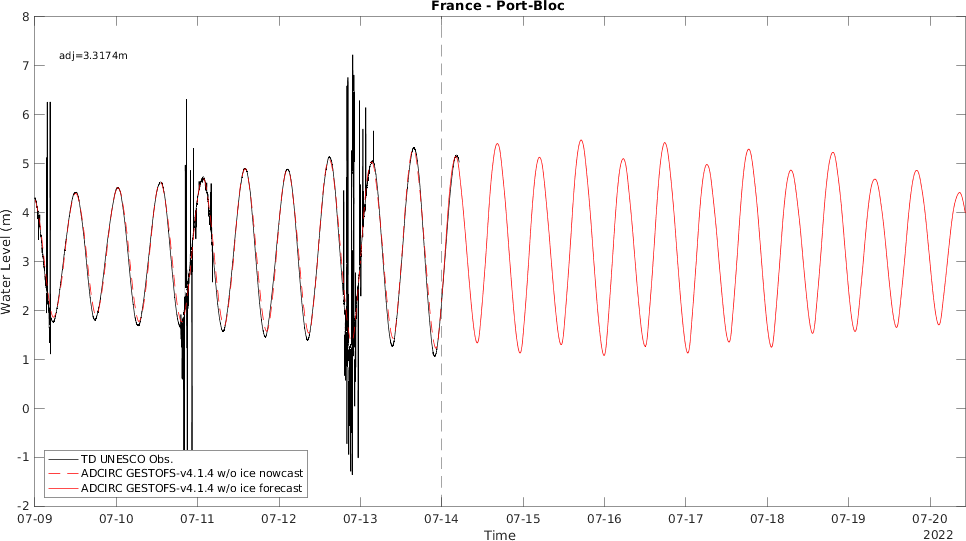 France - Port-Bloc
adj=3.3174m
Water Level (m)
8
7
6
5
4
3
2
1
0
-1
-2
TD UNESCO Obs.
ADCIRC GESTOFS-v4.1.4 w/o ice nowcast
ADCIRC GESTOFS-v4.1.4 w/o ice forecast
07-09 07-10 07-11 07-12 07-13 07-14 07-15 07-16 07-17 07-18 07-19 07-20
Time
2022